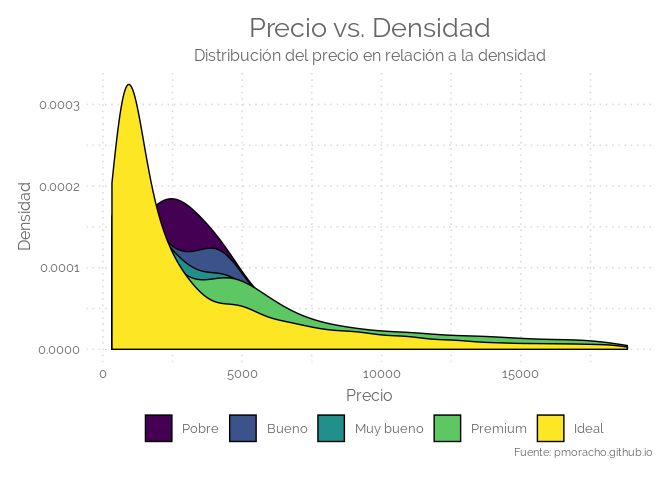 Precio vs. Densidad
Distribución del precio en relación a la densidad
Densidad
0.0003
0.0002
0.0001
0.0000
0 5000 10000 15000
Precio
Pobre Bueno Muy bueno Premium Ideal
Fuente: pmoracho.github.io